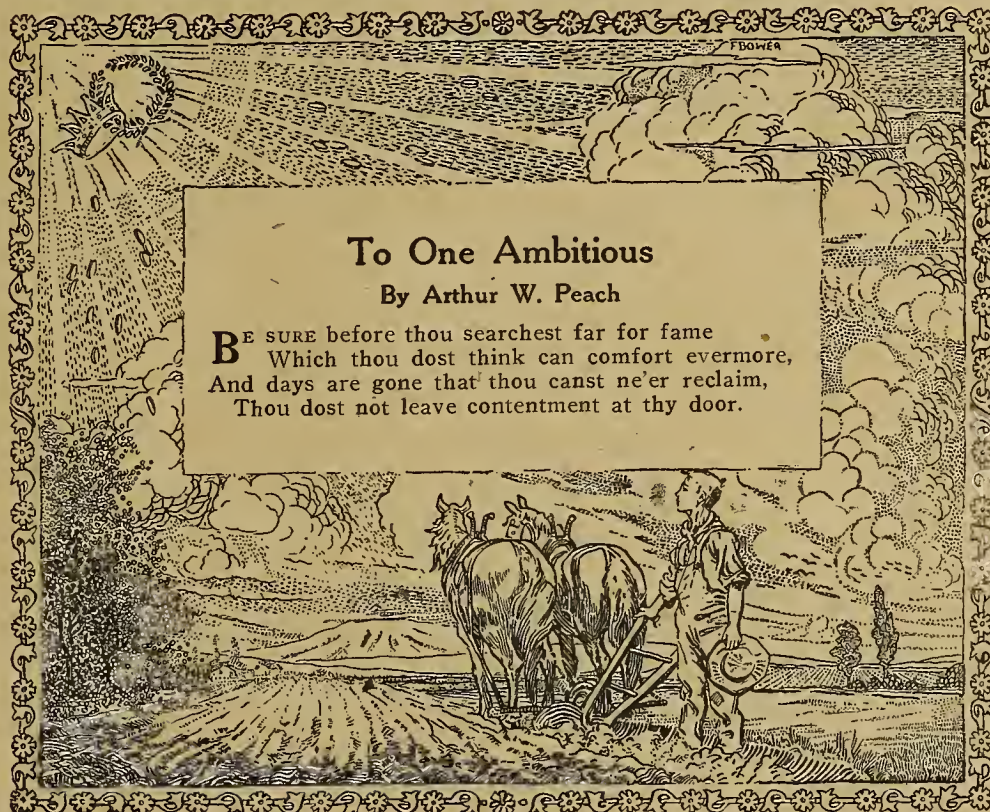 F BOWER
To One Ambitious
By Arthur W. Peach
BE SURE before thou searchest far for fame
Which thou dost think can comfort evermore,
And days are gone that thou canst ne'er reclaim,
Thou dost not leave contentment at thy door.